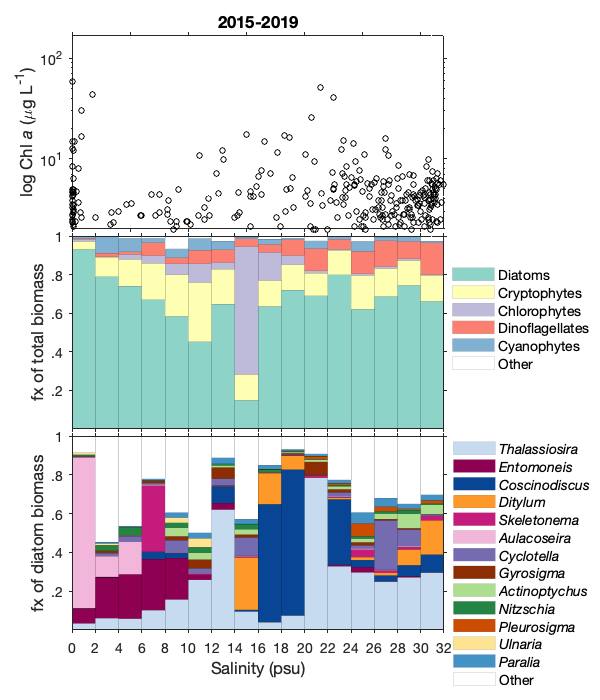 2015-2019
log Chl a (μg L⁻¹)
10²
10¹
fx of total biomass
1
.8
.6
.4
.2
Diatoms
Cryptophytes
Chlorophytes
Dinoflagellates
Cyanophytes
Other
fx of diatom biomass
1
.8
.6
.4
.2
Thalassiosira
Entomoneis
Coscinodiscus
Ditylum
Skeletonema
Aulacoseira
Cyclotella
Gyrosigma
Actinoptychus
Nitzschia
Pleurosigma
Ulnaria
Paralia
Other
0 2 4 6 8 10 12 14 16 18 20 22 24 26 28 30 32
Salinity (psu)